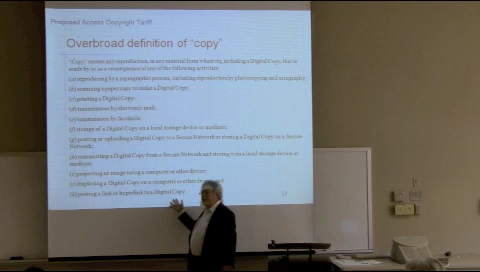 Proposed Access Copyright Tariff
Overbroad definition of "copy"
"Copy" means any reproduction, in any material form whatever, including a Digital Copy, that is
made by or as a consequence of any of the following activities:
(a) reproducing by a reprographic process, including reproduction by photocopying and xerography;
(b) scanning a paper copy to make a Digital Copy;
(c) printing a Digital Copy;
(d) transmission by electronic mail;
(e) transmission by facsimile;
(f) storage of a Digital Copy on a local storage device or medium;
(g) posting or uploading a Digital Copy to a Secure Network or storing a Digital Copy on a Secure
Network;
(h) transmitting a Digital Copy from a Secure Network and storing it on a local storage device or
medium;
(i) projecting an image using a computer or other device;
(j) displaying a Digital Copy on a computer or other device;
(k) posting a link or hyperlink to a Digital Copy.